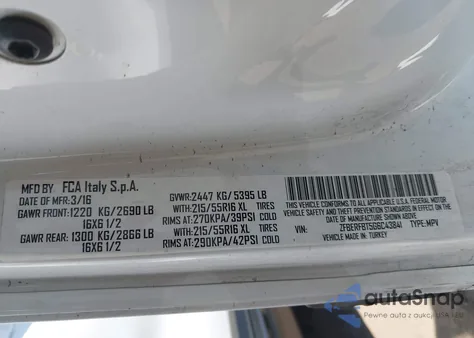 MFD BY FCA Italy S.p.A.
DATE OF MFR:3/16 GVWR:2447 KG/5395 LB
GAWR FRONT:1220 KG/2690 LB WITH:215/55R16 XL TIRES
16X6 1/2 RIMS AT:270KPA/39PSI COLD
GAWR REAR:1300 KG/2866 LB WITH:215/55R16 XL TIRES
16X6 1/2 RIMS AT:290KPA/42PSI COLD
THIS VEHICLE CONFORMS TO ALL APPLICABLE U.S.A. FEDERAL MOTOR
VEHICLE SAFETY STANDARDS IN EFFECT ON THE DATE OF
MANUFACTURE SHOWN ABOVE.
VIN: TYPE:MPV
MADE IN: TURKEY
autoSnap
Pewne auta z aukcji USA